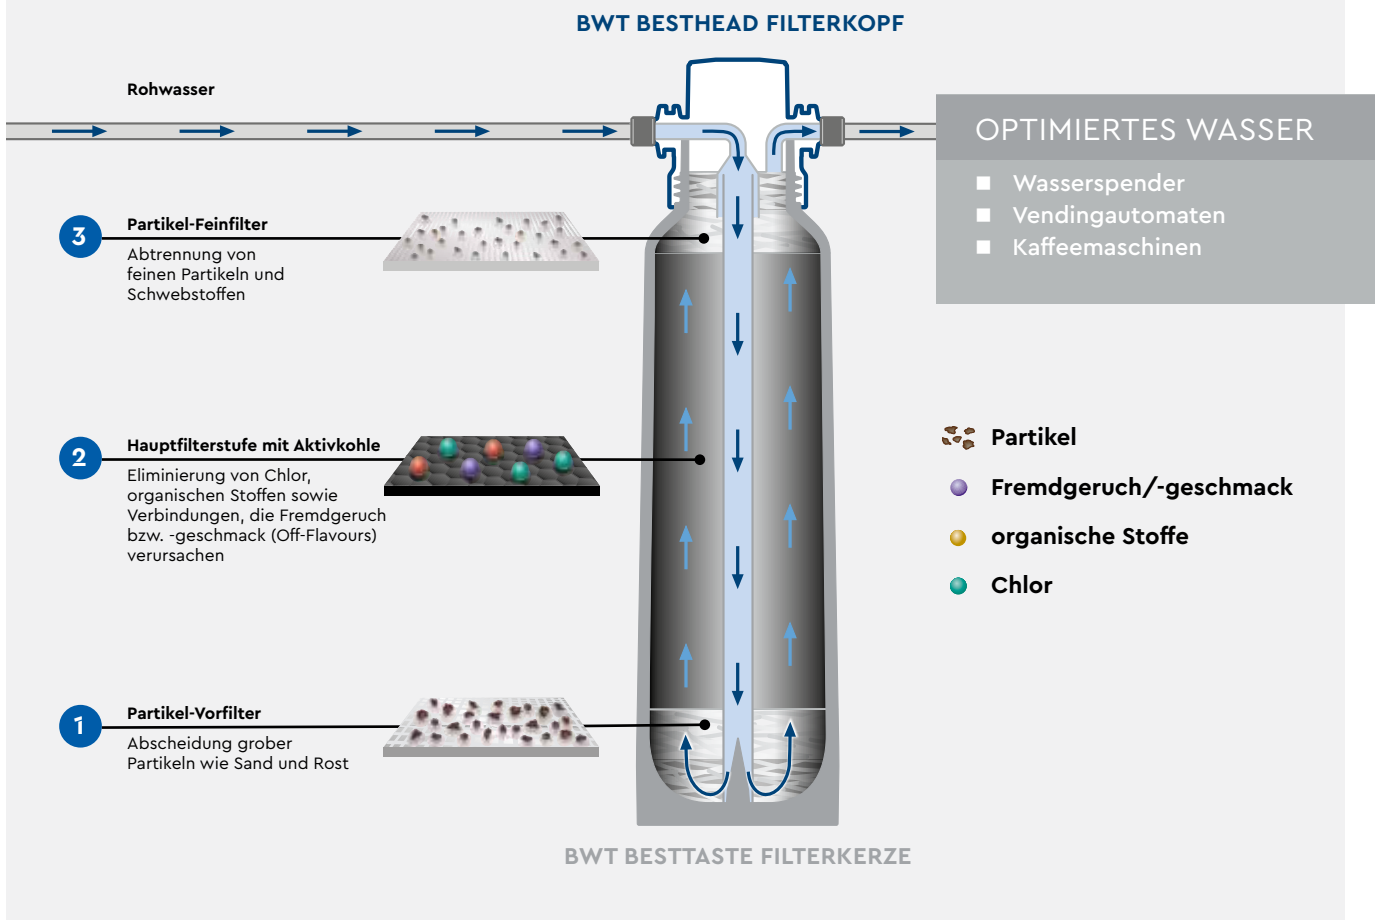 BWT BESTHEAD FILTERKOPF
Rohwasser
OPTIMIERTES WASSER
Wasserspender
Vendingautomaten
Kaffeemaschinen
3
Partikel-Feinfilter
Abtrennung von
feinen Partikeln und
Schwebstoffen
2
Hauptfilterstufe mit Aktivkohle
Eliminierung von Chlor,
organischen Stoffen sowie
Verbindungen, die Fremdgeruch
bzw. -geschmack (Off-Flavours)
verursachen
Partikel
Fremdgeruch/-geschmack
organische Stoffe
Chlor
1
Partikel-Vorfilter
Abscheidung grober
Partikeln wie Sand und Rost
BWT BESTTASTE FILTERKERZE